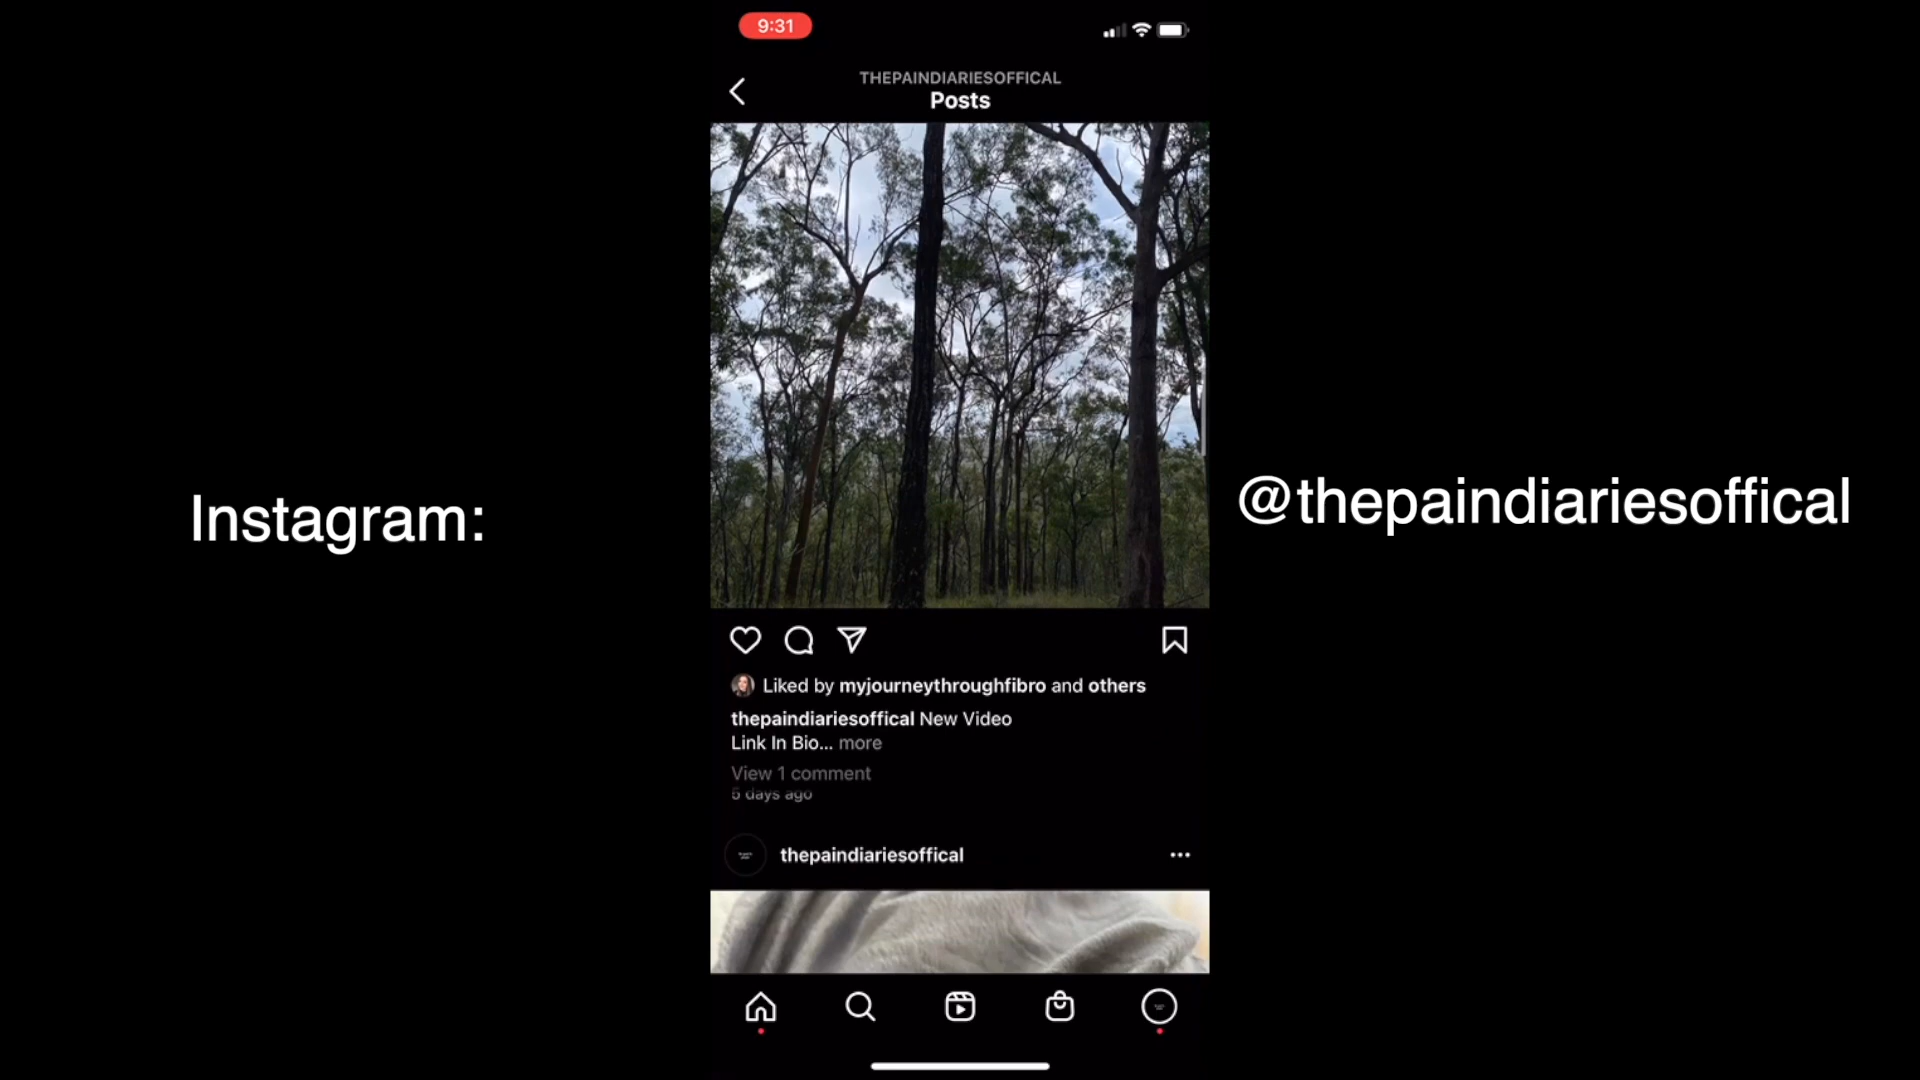 9:31
THEPAINDIARIESOFFICAL
Posts
Instagram:
@thepaindiariesoffical
Liked by myjourneythroughfibro and others
thepaindiariesoffical New Video
Link In Bio... more
View 1 comment
5 days ago
thepaindiariesoffical